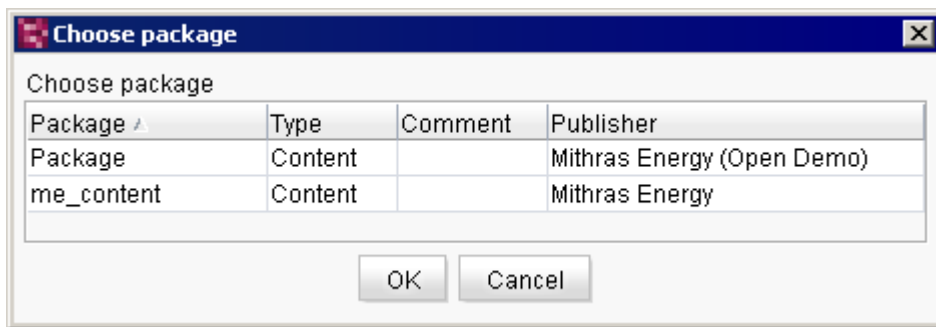 Choose package
Choose package
Package Type Comment Publisher
Package Content Mithras Energy (Open Demo)
me_content Content Mithras Energy
OK Cancel